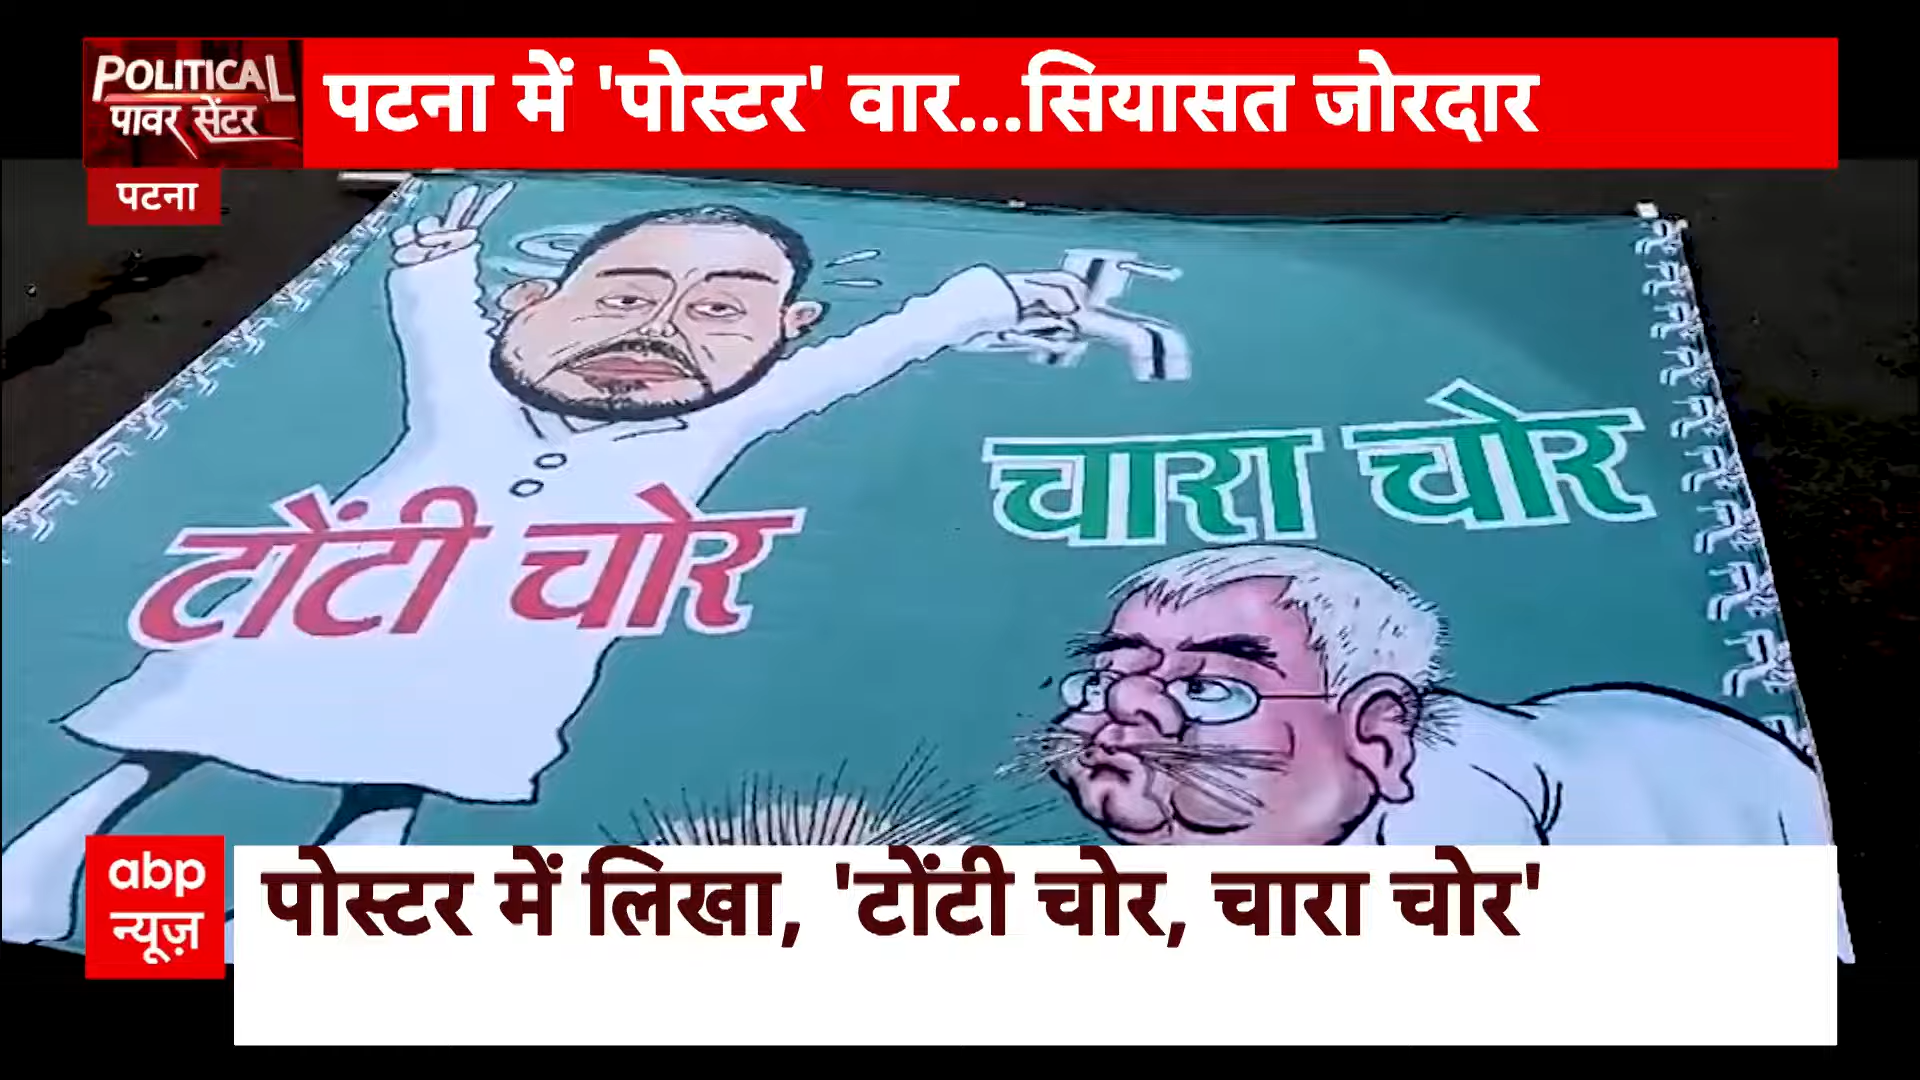 POLITICAL
पावर सेंटर
पटना में 'पोस्टर' वार...सियासत जोरदार
पटना
चारा चोर
टोंटी चोर
abp
न्यूज़
पोस्टर में लिखा, 'टोंटी चोर, चारा चोर'